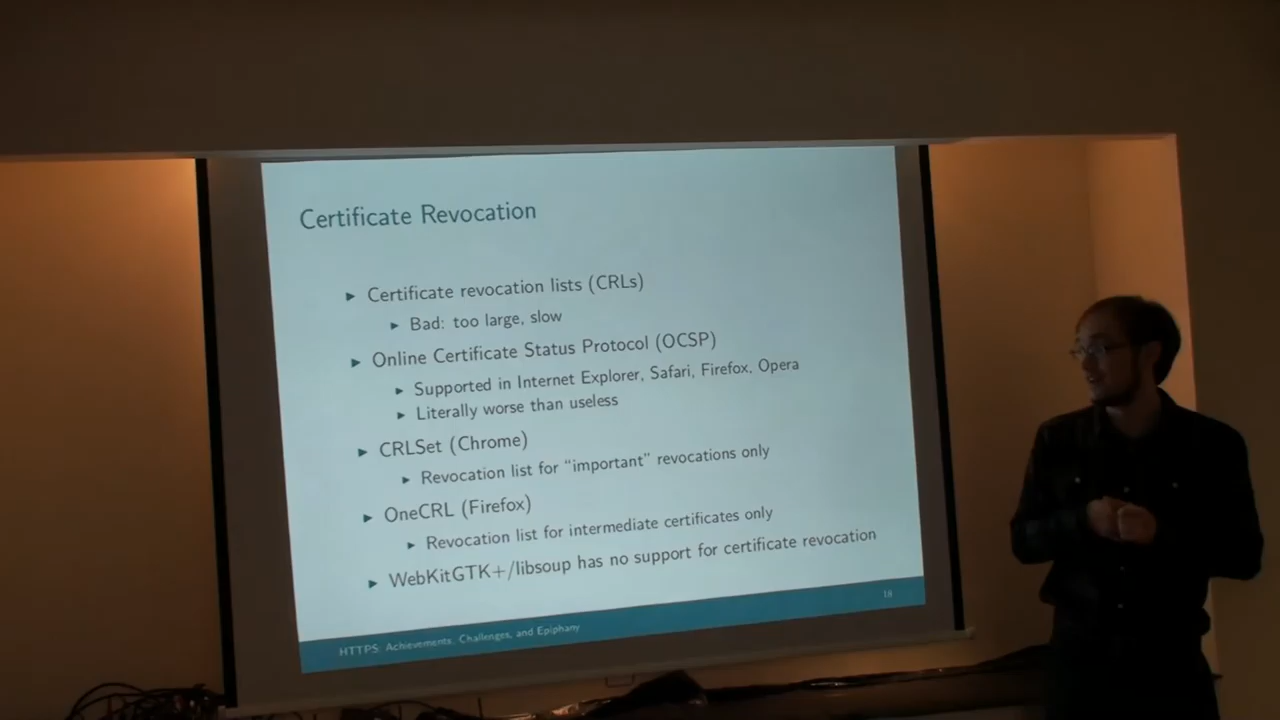 Certificate Revocation
► Certificate revocation lists (CRLs)
► Bad: too large, slow
► Online Certificate Status Protocol (OCSP)
► Supported in Internet Explorer, Safari, Firefox, Opera
► Literally worse than useless
► CRLSet (Chrome)
► Revocation list for “important” revocations only
► OneCRL (Firefox)
► Revocation list for intermediate certificates only
► WebKitGTK+/libsoup has no support for certificate revocation
18
HTTPS: Achievements, Challenges, and Epiphany